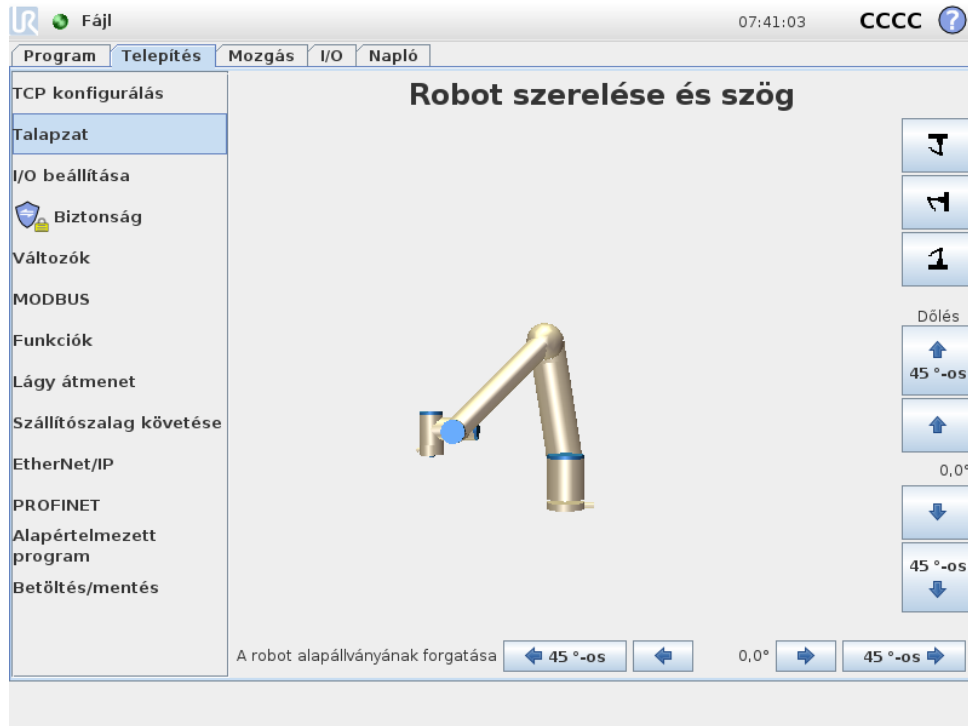 UR Fájl 07:41:03 CCCC ?
Program Telepítés Mozgás I/O Napló
TCP konfigurálás
Talapzat
I/O beállítása
Biztonság
Változók
MODBUS
Funkciók
Lágy átmenet
Szállítószalag követése
EtherNet/IP
PROFINET
Alapértelmezett
program
Betöltés/mentés
Robot szerelése és szög
Dőlés
45 °-os
0,0°
45 °-os
A robot alapállványának forgatása 45 °-os 0,0° 45 °-os